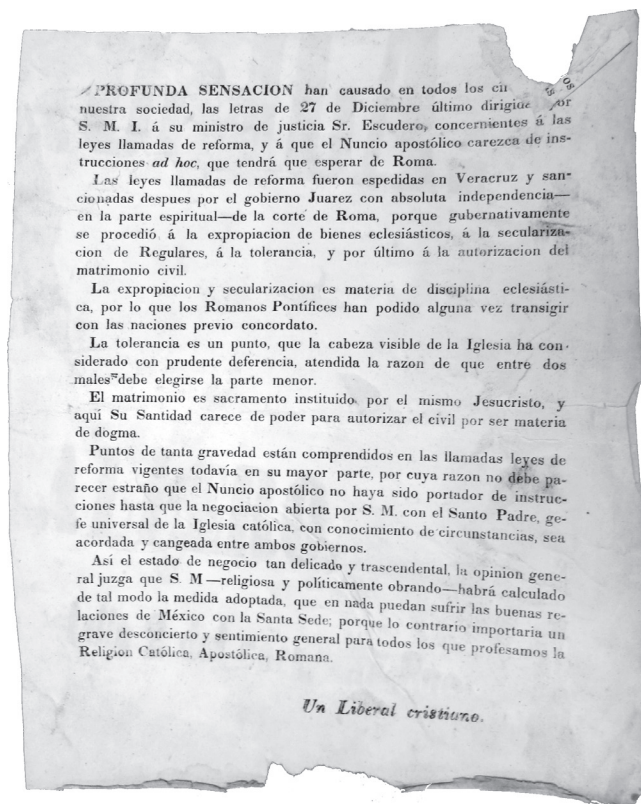 PROFUNDA SENSACION han causado en todos los
nuestra sociedad, las letras de 27 de Diciembre último
S. M. I. á su ministro de justicia Sr. Escudero, concernientes á las
leyes llamadas de reforma, y á que el Nuncio apostólico carezca de ins-
trucciones ad hoc, que tendrá que esperar de Roma.
Las leyes llamadas de reforma fueron espedidas en Veracruz y san-
cionadas despues por el gobierno Juarez con absoluta independencia—
en la parte espiritual—de la corte de Roma, porque gubernativamente
se procedió á la expropiacion de bienes eclesiásticos, á la seculariza-
cion de Regulares, á la tolerancia, y por último á la autorizacion del
matrimonio civil.
La expropiacion y secularizacion es materia de disciplina eclesiásti-
ca, por lo que los Romanos Pontífices han podido alguna vez transigir
con las naciones previo concordato.
La tolerancia es un punto, que la cabeza visible de la Iglesia ha con-
siderado con prudente deferencia, atendida la razon de que entre dos
males debe elegirse la parte menor.
El matrimonio es sacramento instituido por el mismo Jesucristo, y
aquí Su Santidad carece de poder para autorizar el civil por ser materia
de dogma.
Puntos de tanta gravedad están comprendidos en las llamadas leyes de
reforma vigentes todavía en su mayor parte, por cuya razon no debe pa-
recer estraño que el Nuncio apostólico no haya sido portador de instruc-
ciones hasta que la negociacion abierta por S. M. con el Santo Padre, ge-
fe universal de la Iglesia católica, con conocimiento de circunstancias, sea
acordada y cangeada entre ambos gobiernos.
Así el estado de negocio tan delicado y trascendental, la opinion gene-
ral juzga que S. M—religiosa y políticamente obrando—habrá calculado
de tal modo la medida adoptada, que en nada puedan sufrir las buenas re-
laciones de México con la Santa Sede; porque lo contrario importaria un
grave desconcierto y sentimiento general para todos los que profesamos la
Religion Católica, Apostólica, Romana.
Un Liberal cristiano.